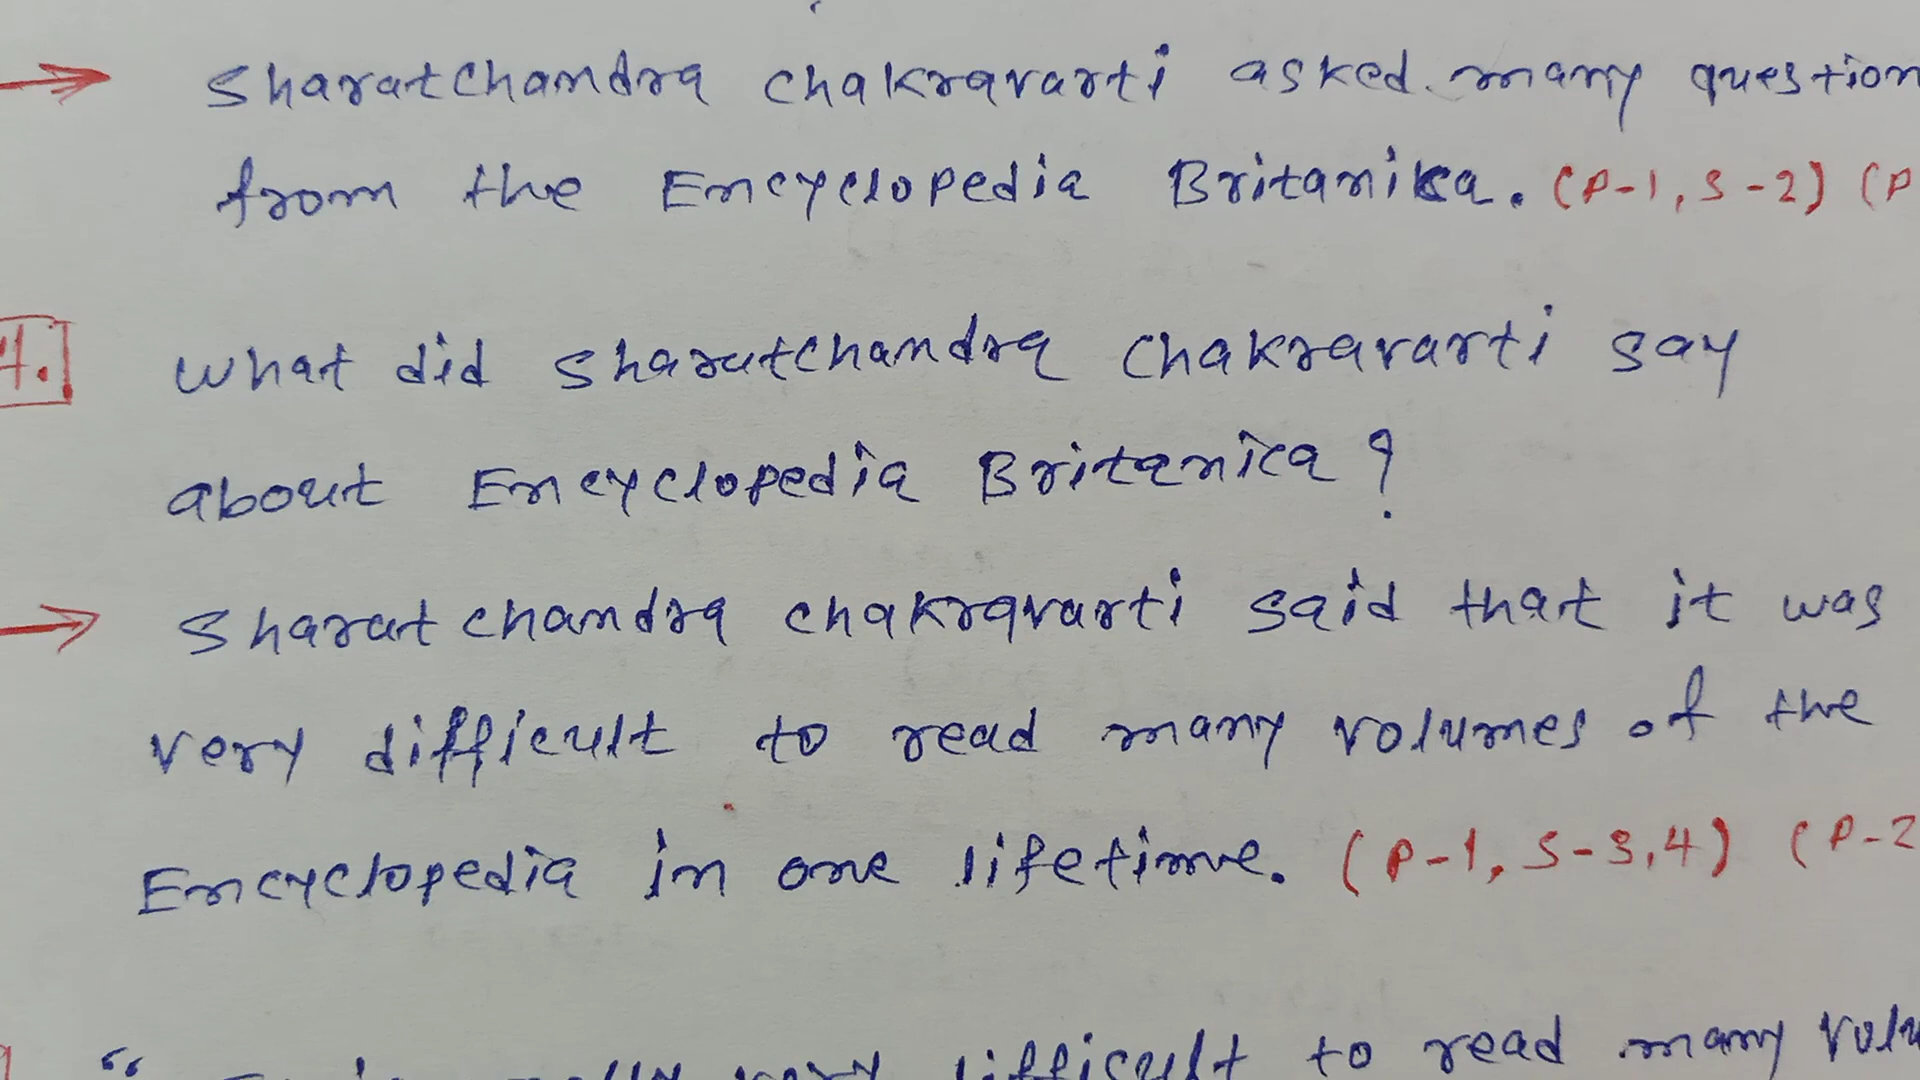 → Sharatchandra Chakravarti asked many question
from the Encyclopedia Britanika. (P-1, S-2) (P
4. What did Sharatchandra Chakravarti say
about Encyclopedia Britanica?
→ Sharatchandra Chakravarti said that it was
very difficult to read many volumes of the
Encyclopedia in one lifetime. (P-1, S-3,4) (P-2
“ difficult to read many volu